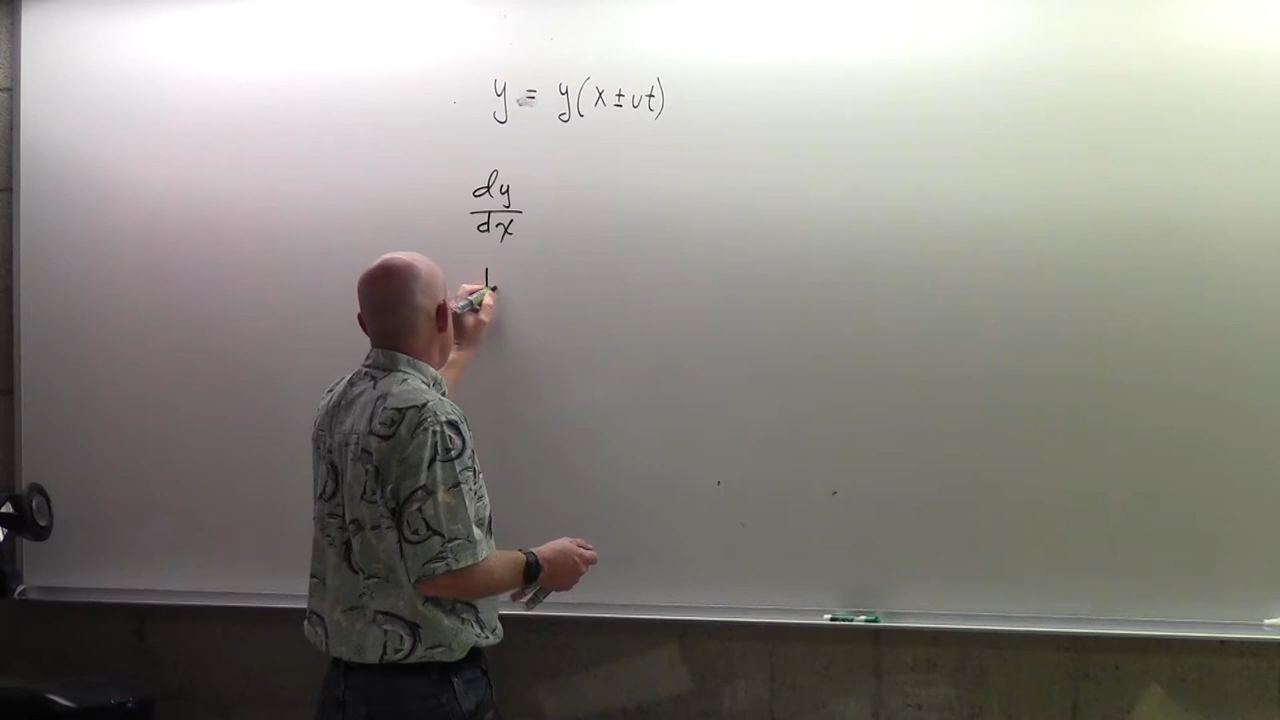 y = y(x ± vt)
dy
dx